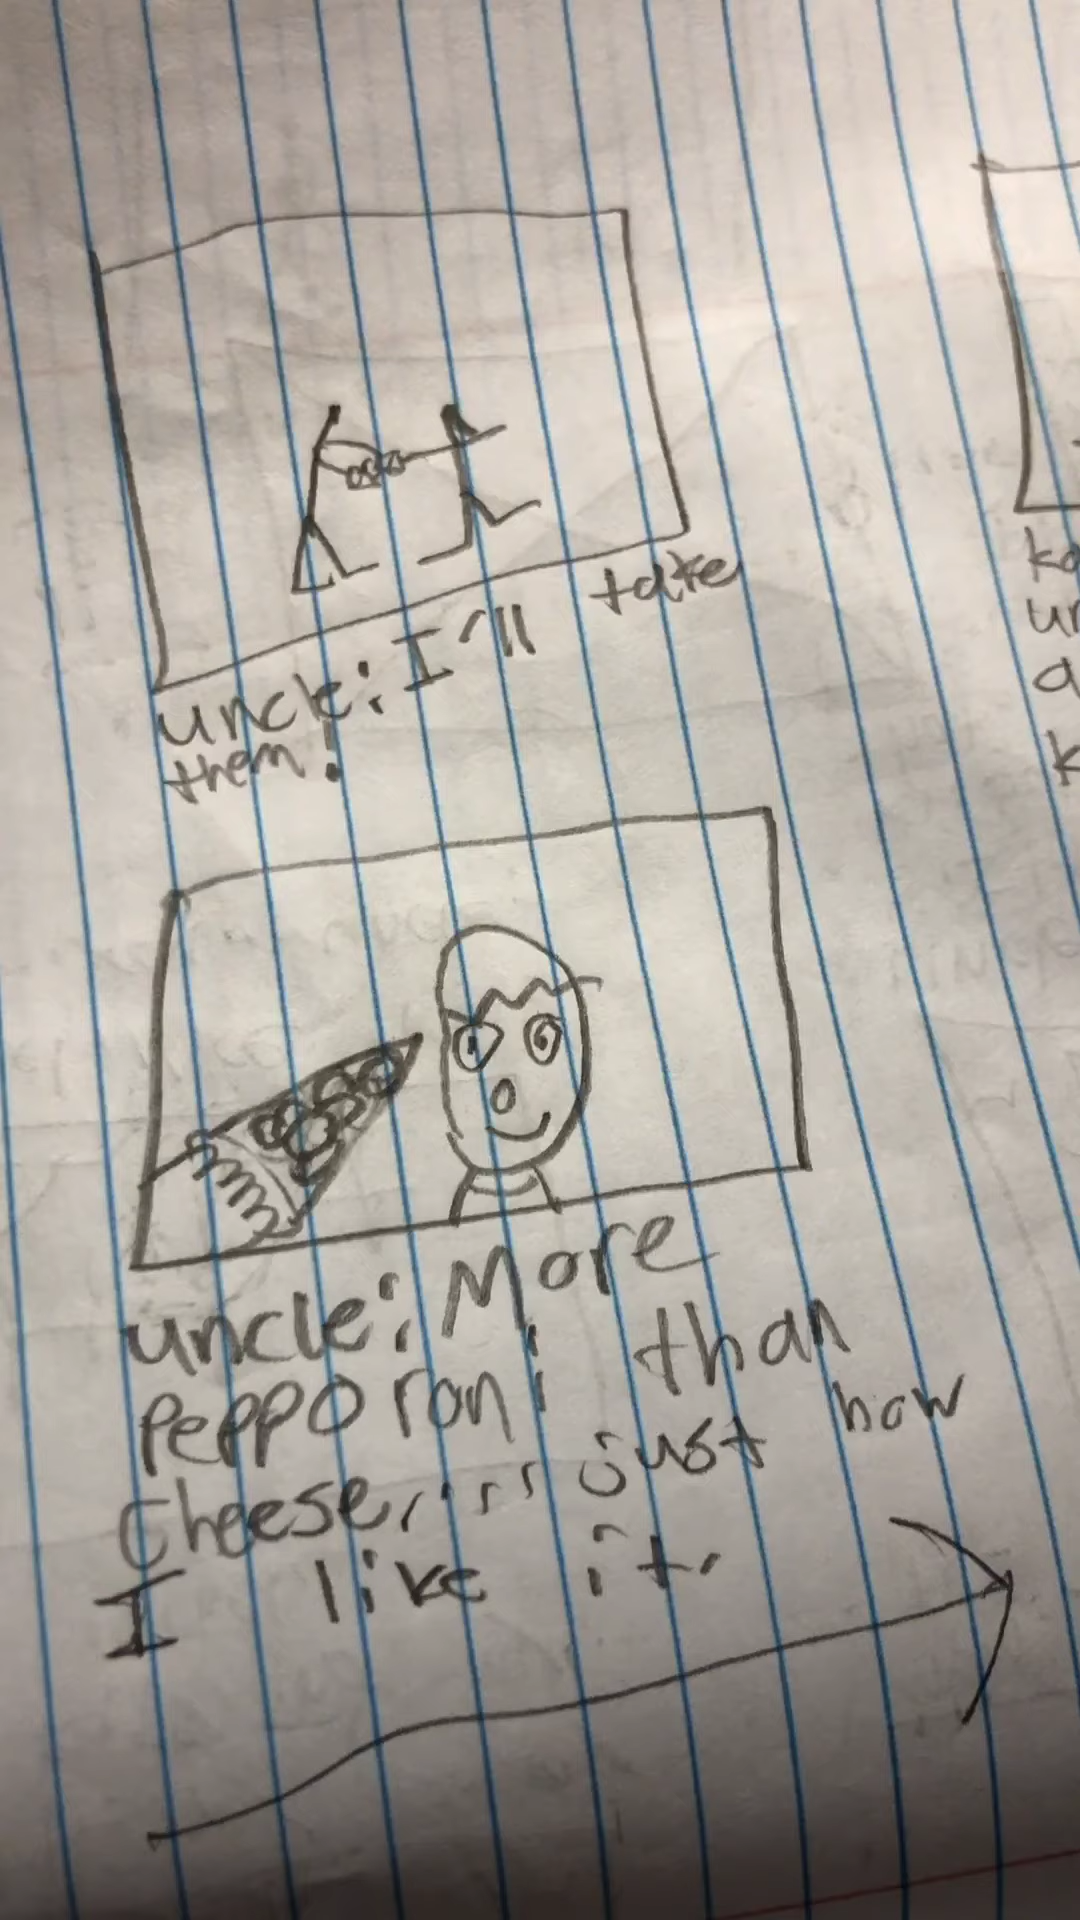 uncle: I'll take
them!
uncle: More
Pepporoni than
Cheese,.... just how
I like it.